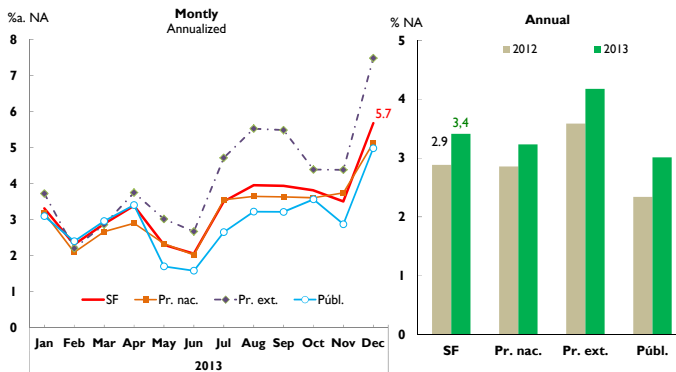 %a. NA
Montly
Annualized
8
7
6
5
4
3
2
1
0
5.7
SF
Pr. nac.
Pr. ext.
Públ.
Jan Feb Mar Apr May Jun Jul Aug Sep Oct Nov Dec
2013
% NA
Annual
5
4
3
2
1
0
2012
2013
2.9
3,4
SF Pr. nac. Pr. ext. Públ.